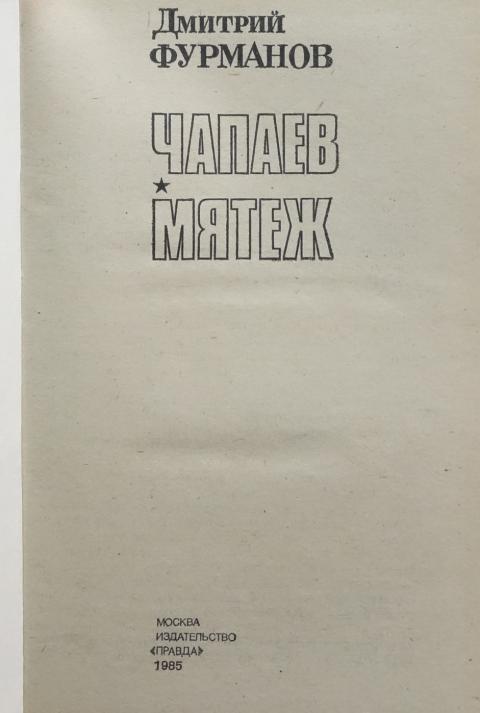 Дмитрий
ФУРМАНОВ
ЧАПАЕВ
★
МЯТЕЖ
МОСКВА
ИЗДАТЕЛЬСТВО
«ПРАВДА»
1985